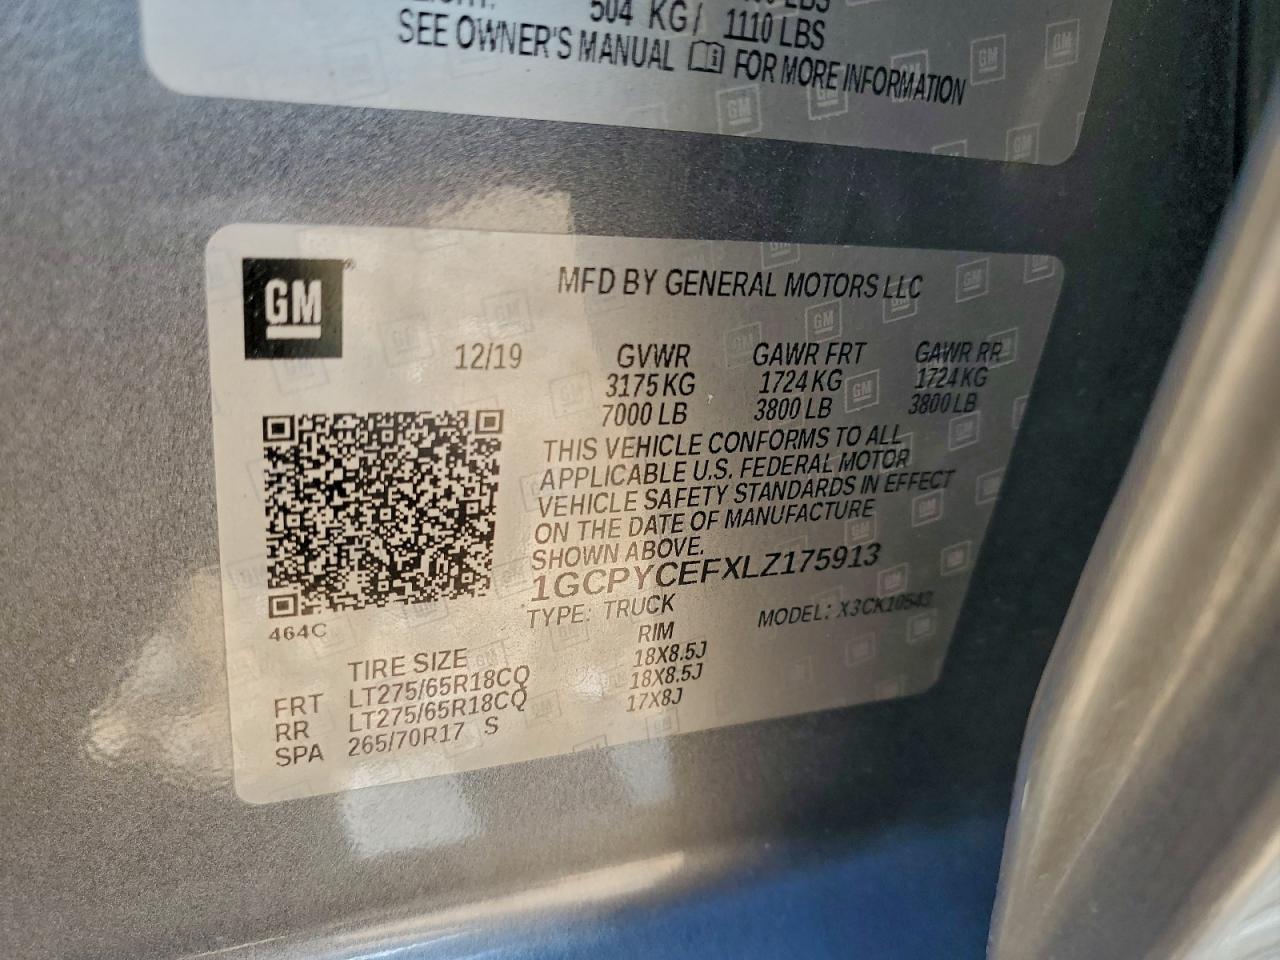 504 KG / 1110 LBS
SEE OWNER'S MANUAL FOR MORE INFORMATION
GM
MFD BY GENERAL MOTORS LLC
12/19 GVWR GAWR FRT GAWR RR
3175 KG 1724 KG 1724 KG
7000 LB 3800 LB 3800 LB
THIS VEHICLE CONFORMS TO ALL
APPLICABLE U.S. FEDERAL MOTOR
VEHICLE SAFETY STANDARDS IN EFFECT
ON THE DATE OF MANUFACTURE
SHOWN ABOVE.
1GCPYCEFXLZ175913
TYPE: TRUCK MODEL: X3CK10543
464C
TIRE SIZE RIM
FRT LT275/65R18CQ 18X8.5J
RR LT275/65R18CQ 18X8.5J
SPA 265/70R17 S 17X8J